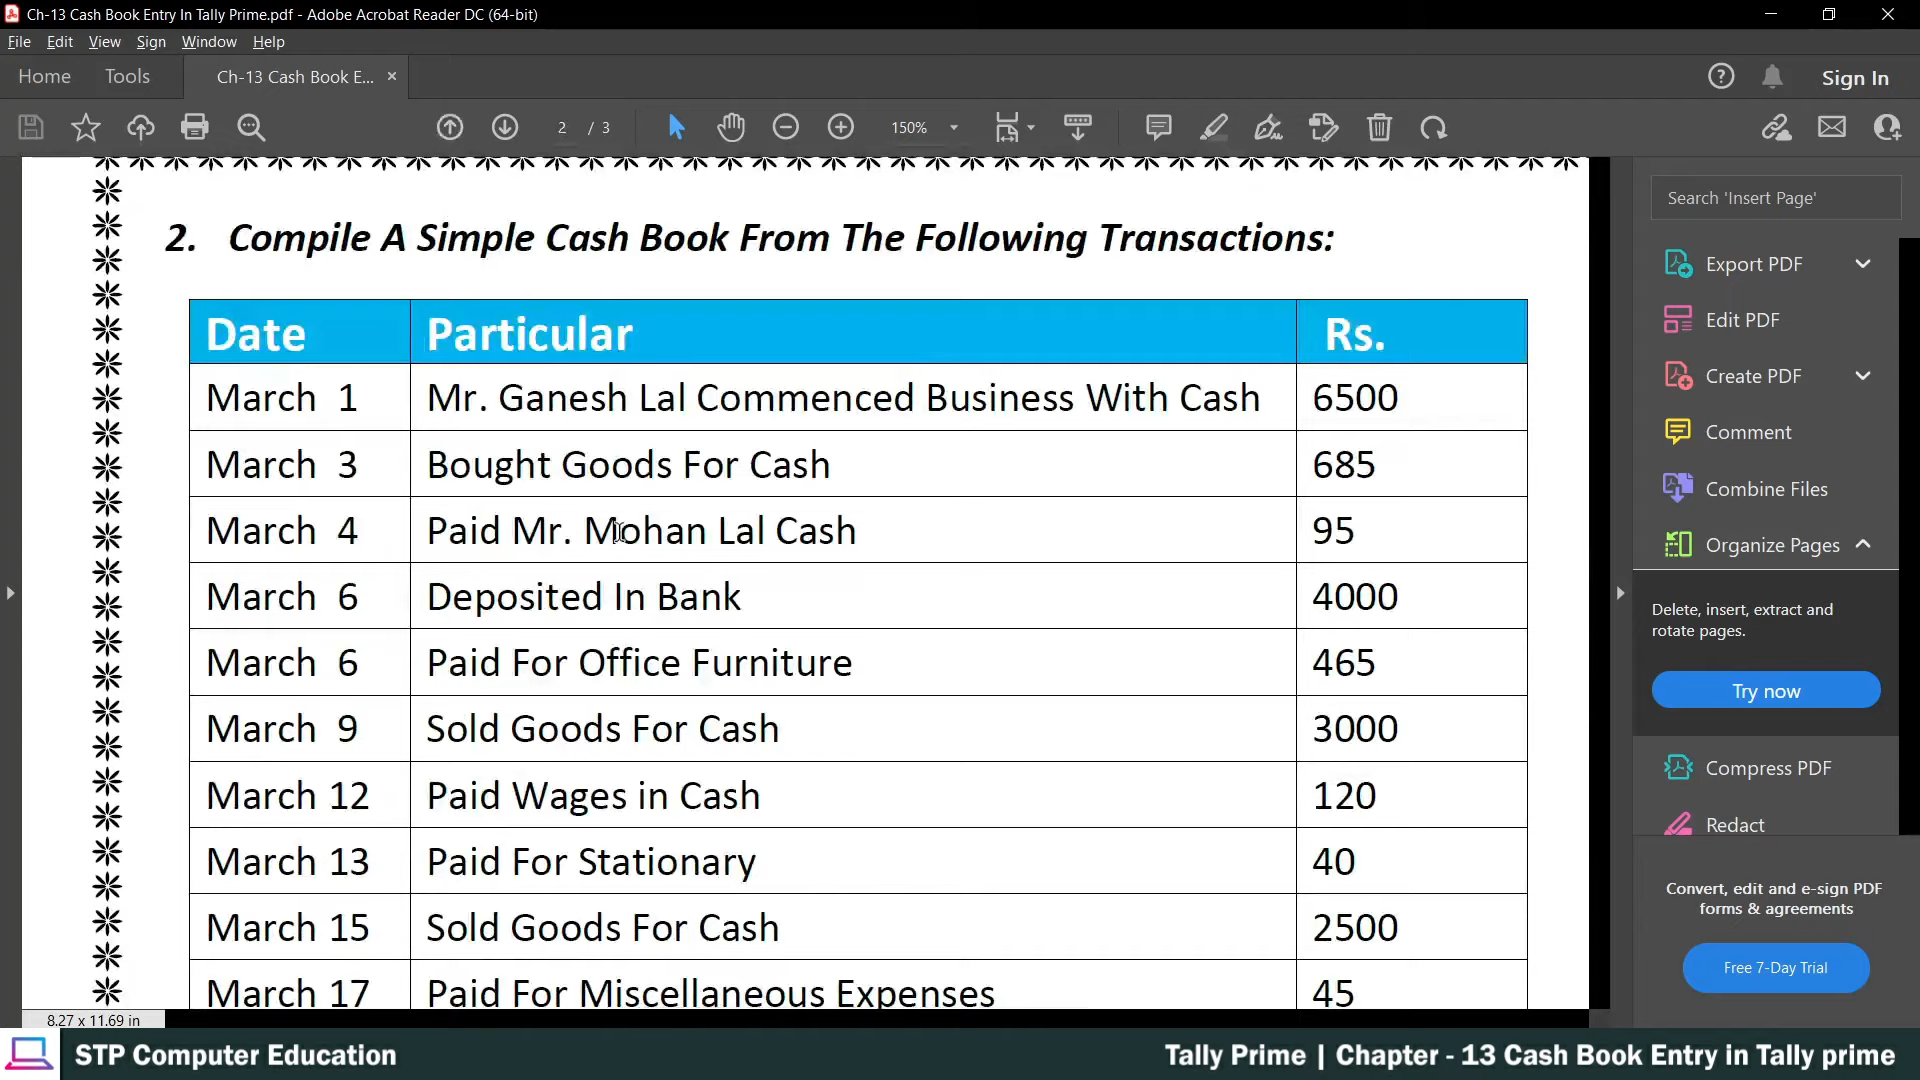 Ch-13 Cash Book Entry In Tally Prime.pdf - Adobe Acrobat Reader DC (64-bit)
File Edit View Sign Window Help
Home Tools Ch-13 Cash Book E... × Sign In
2 / 3 150%
2. Compile A Simple Cash Book From The Following Transactions:
Date Particular Rs.
March 1 Mr. Ganesh Lal Commenced Business With Cash 6500
March 3 Bought Goods For Cash 685
March 4 Paid Mr. Mohan Lal Cash 95
March 6 Deposited In Bank 4000
March 6 Paid For Office Furniture 465
March 9 Sold Goods For Cash 3000
March 12 Paid Wages in Cash 120
March 13 Paid For Stationary 40
March 15 Sold Goods For Cash 2500
March 17 Paid For Miscellaneous Expenses 45
8.27 x 11.69 in
Search 'Insert Page'
Export PDF
Edit PDF
Create PDF
Comment
Combine Files
Organize Pages
Delete, insert, extract and
rotate pages.
Try now
Compress PDF
Redact
Convert, edit and e-sign PDF
forms & agreements
Free 7-Day Trial
STP Computer Education
Tally Prime | Chapter - 13 Cash Book Entry in Tally prime